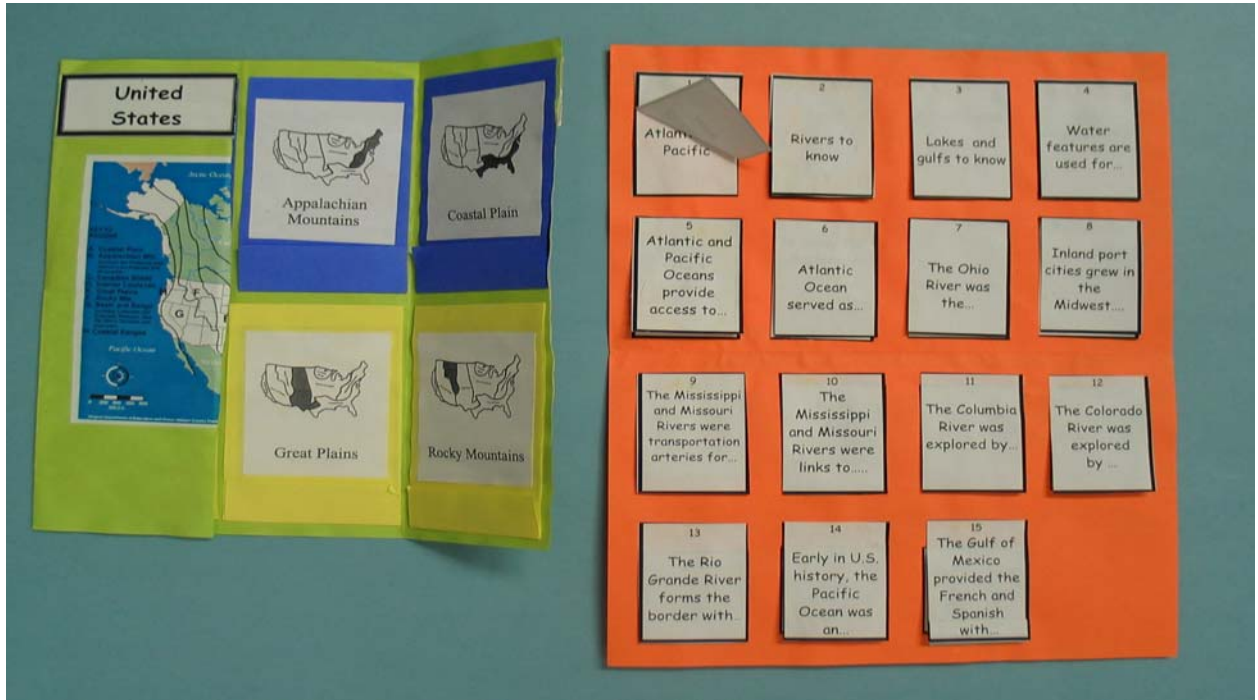 United
States
Arctic Ocean
Pacific Ocean
G
Appalachian
Mountains
Coastal Plain
Great Plains
Rocky Mountains
1
Pacific
2
Rivers to
know
3
Lakes and
gulfs to know
4
Water
features are
used for...
5
Atlantic and
Pacific
Oceans
provide
access to...
6
Atlantic
Ocean
served as...
7
The Ohio
River was
the...
8
Inland port
cities grew in
the
Midwest....
9
The Mississippi
and Missouri
Rivers were
transportation
arteries for...
10
The
Mississippi
and Missouri
Rivers were
links to.....
11
The Columbia
River was
explored by...
12
The Colorado
River was
explored
by ...
13
The Rio
Grande River
forms the
border with..
14
Early in U.S.
history, the
Pacific
Ocean was
an...
15
The Gulf of
Mexico
provided the
French and
Spanish
with...